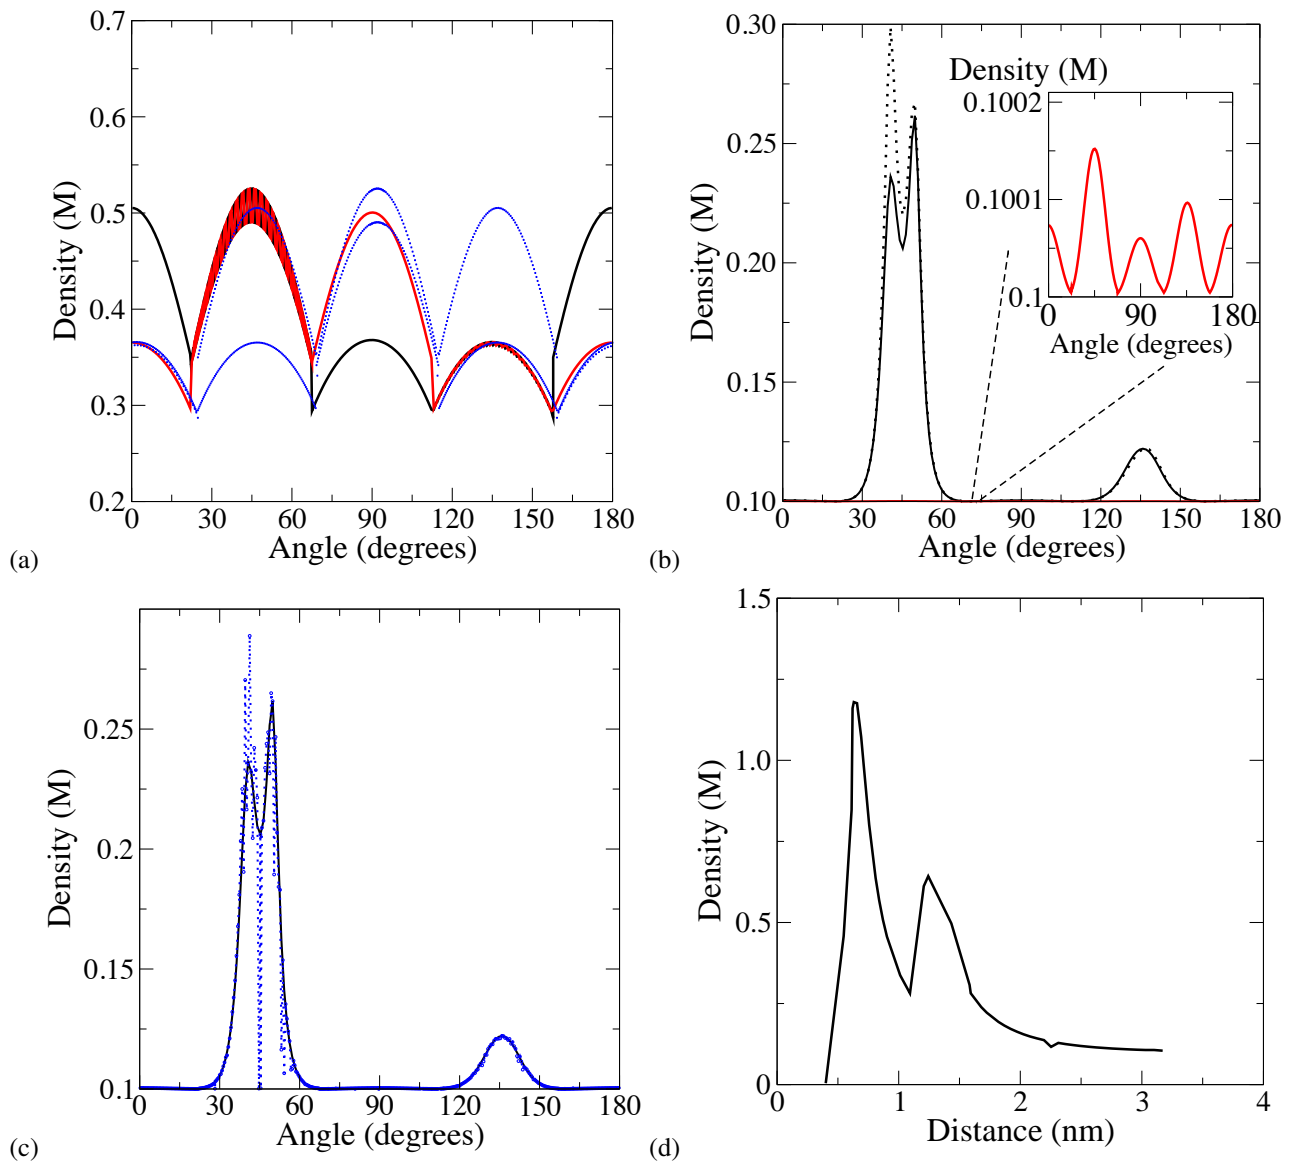 0.7
0.6
0.5
0.4
0.3
0.2
Density (M)
0 30 60 90 120 150 180
Angle (degrees)
(a)
0.30
0.25
0.20
0.15
0.10
Density (M)
0 30 60 90 120 150 180
Angle (degrees)
(b)
Density (M)
0.1002
0.1001
0.1
0 90 180
Angle (degrees)
0.25
0.2
0.15
0.1
Density (M)
0 30 60 90 120 150 180
Angle (degrees)
(c)
1.5
1.0
0.5
0
Density (M)
0 1 2 3 4
Distance (nm)
(d)